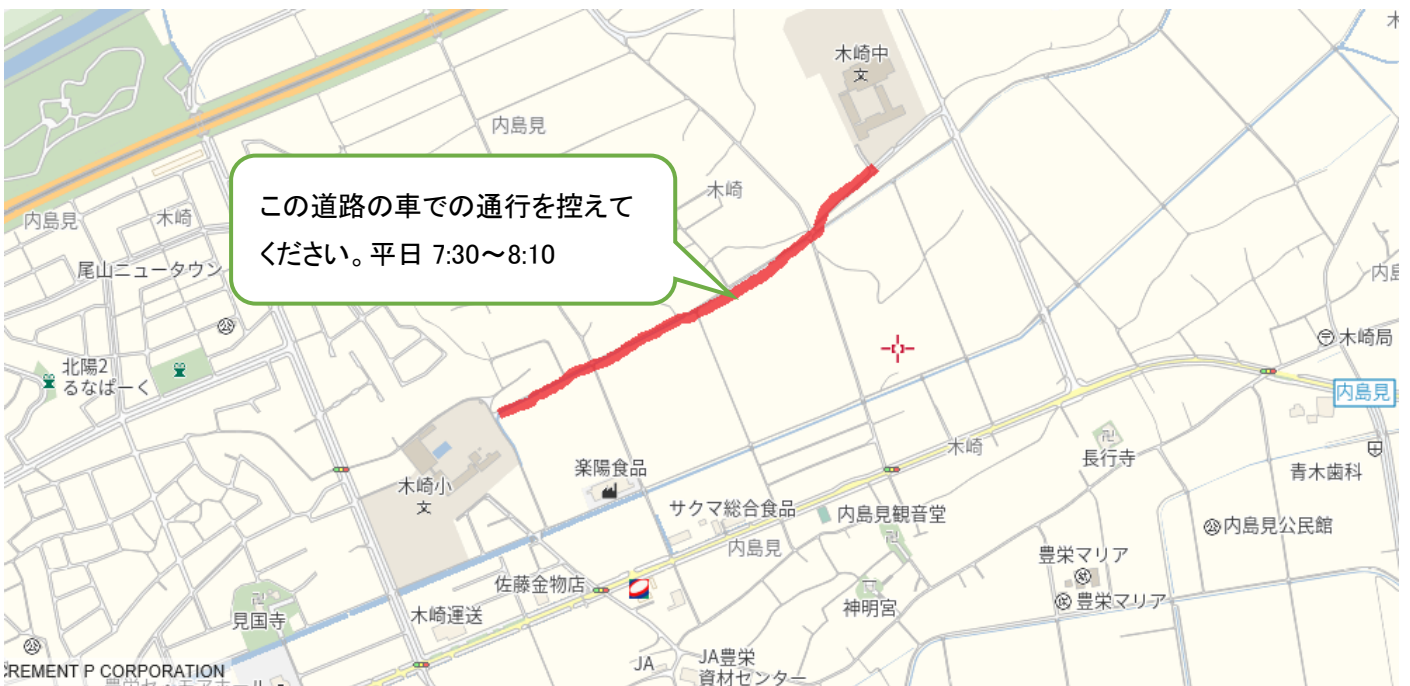 木崎中
文
内島見
木崎
この道路の車での通行を控えて
ください。平日 7:30～8:10
内島見
木崎
尾山ニュータウン
木崎局
北陽2
るなぱーく
内島見
木崎
長行寺
青木歯科
楽陽食品
木崎小
文
サクマ総合食品
内島見観音堂
内島見公民館
内島見
豊栄マリア
豊栄マリア
佐藤金物店
神明宮
木崎運送
見国寺
CREMENT P CORPORATION
JA
JA豊栄
資材センター